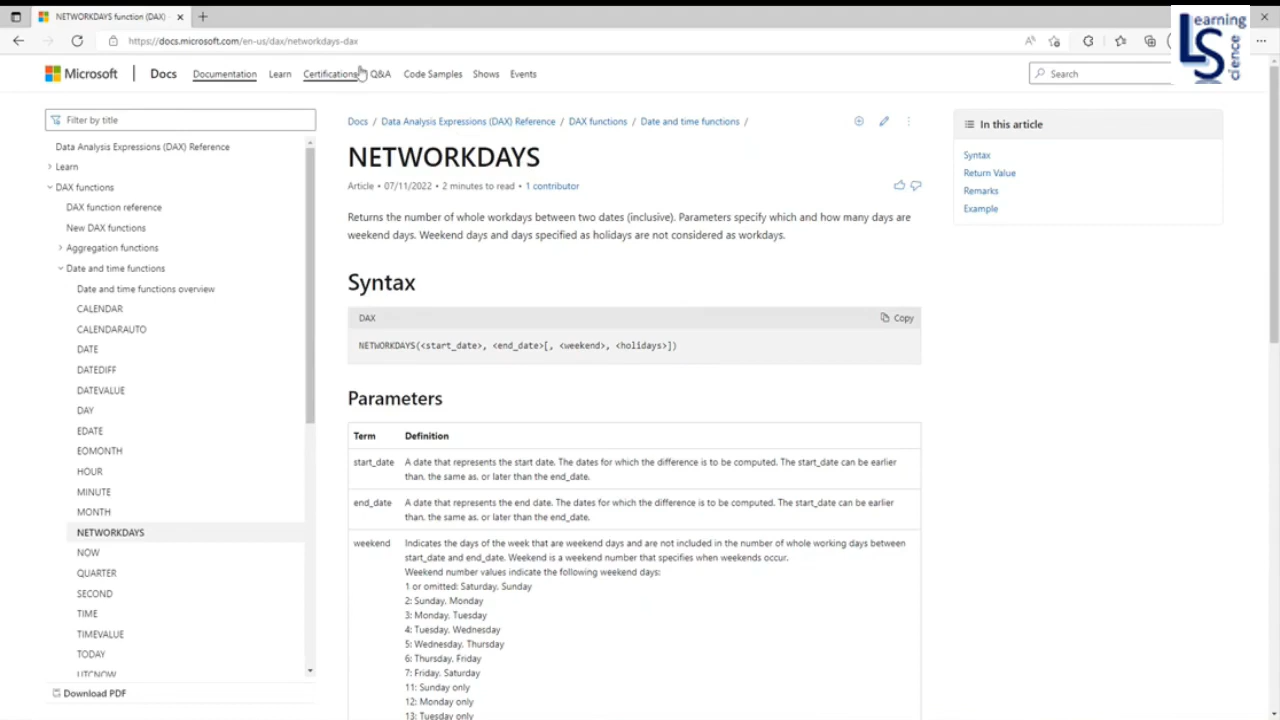 NETWORKDAYS function (DAX)
https://docs.microsoft.com/en-us/dax/networkdays-dax
Learning
Science
Microsoft
Docs
Documentation
Learn
Certifications
Q&A
Code Samples
Shows
Events
Search
Filter by title
Data Analysis Expressions (DAX) Reference
Learn
DAX functions
DAX function reference
New DAX functions
Aggregation functions
Date and time functions
Date and time functions overview
CALENDAR
CALENDARAUTO
DATE
DATEDIFF
DATEVALUE
DAY
EDATE
EOMONTH
HOUR
MINUTE
MONTH
NETWORKDAYS
NOW
QUARTER
SECOND
TIME
TIMEVALUE
TODAY
UTCNOW
Download PDF
Docs / Data Analysis Expressions (DAX) Reference / DAX functions / Date and time functions /
NETWORKDAYS
Article • 07/11/2022 • 2 minutes to read • 1 contributor
Returns the number of whole workdays between two dates (inclusive). Parameters specify which and how many days are
weekend days. Weekend days and days specified as holidays are not considered as workdays.
Syntax
DAX
Copy
NETWORKDAYS(<start_date>, <end_date>[, <weekend>, <holidays>])
Parameters
Term Definition
start_date A date that represents the start date. The dates for which the difference is to be computed. The start_date can be earlier
than, the same as, or later than the end_date.
end_date A date that represents the end date. The dates for which the difference is to be computed. The start_date can be earlier
than, the same as, or later than the end_date.
weekend Indicates the days of the week that are weekend days and are not included in the number of whole working days between
start_date and end_date. Weekend is a weekend number that specifies when weekends occur.
Weekend number values indicate the following weekend days:
1 or omitted: Saturday, Sunday
2: Sunday, Monday
3: Monday, Tuesday
4: Tuesday, Wednesday
5: Wednesday, Thursday
6: Thursday, Friday
7: Friday, Saturday
11: Sunday only
12: Monday only
13: Tuesday only
In this article
Syntax
Return Value
Remarks
Example